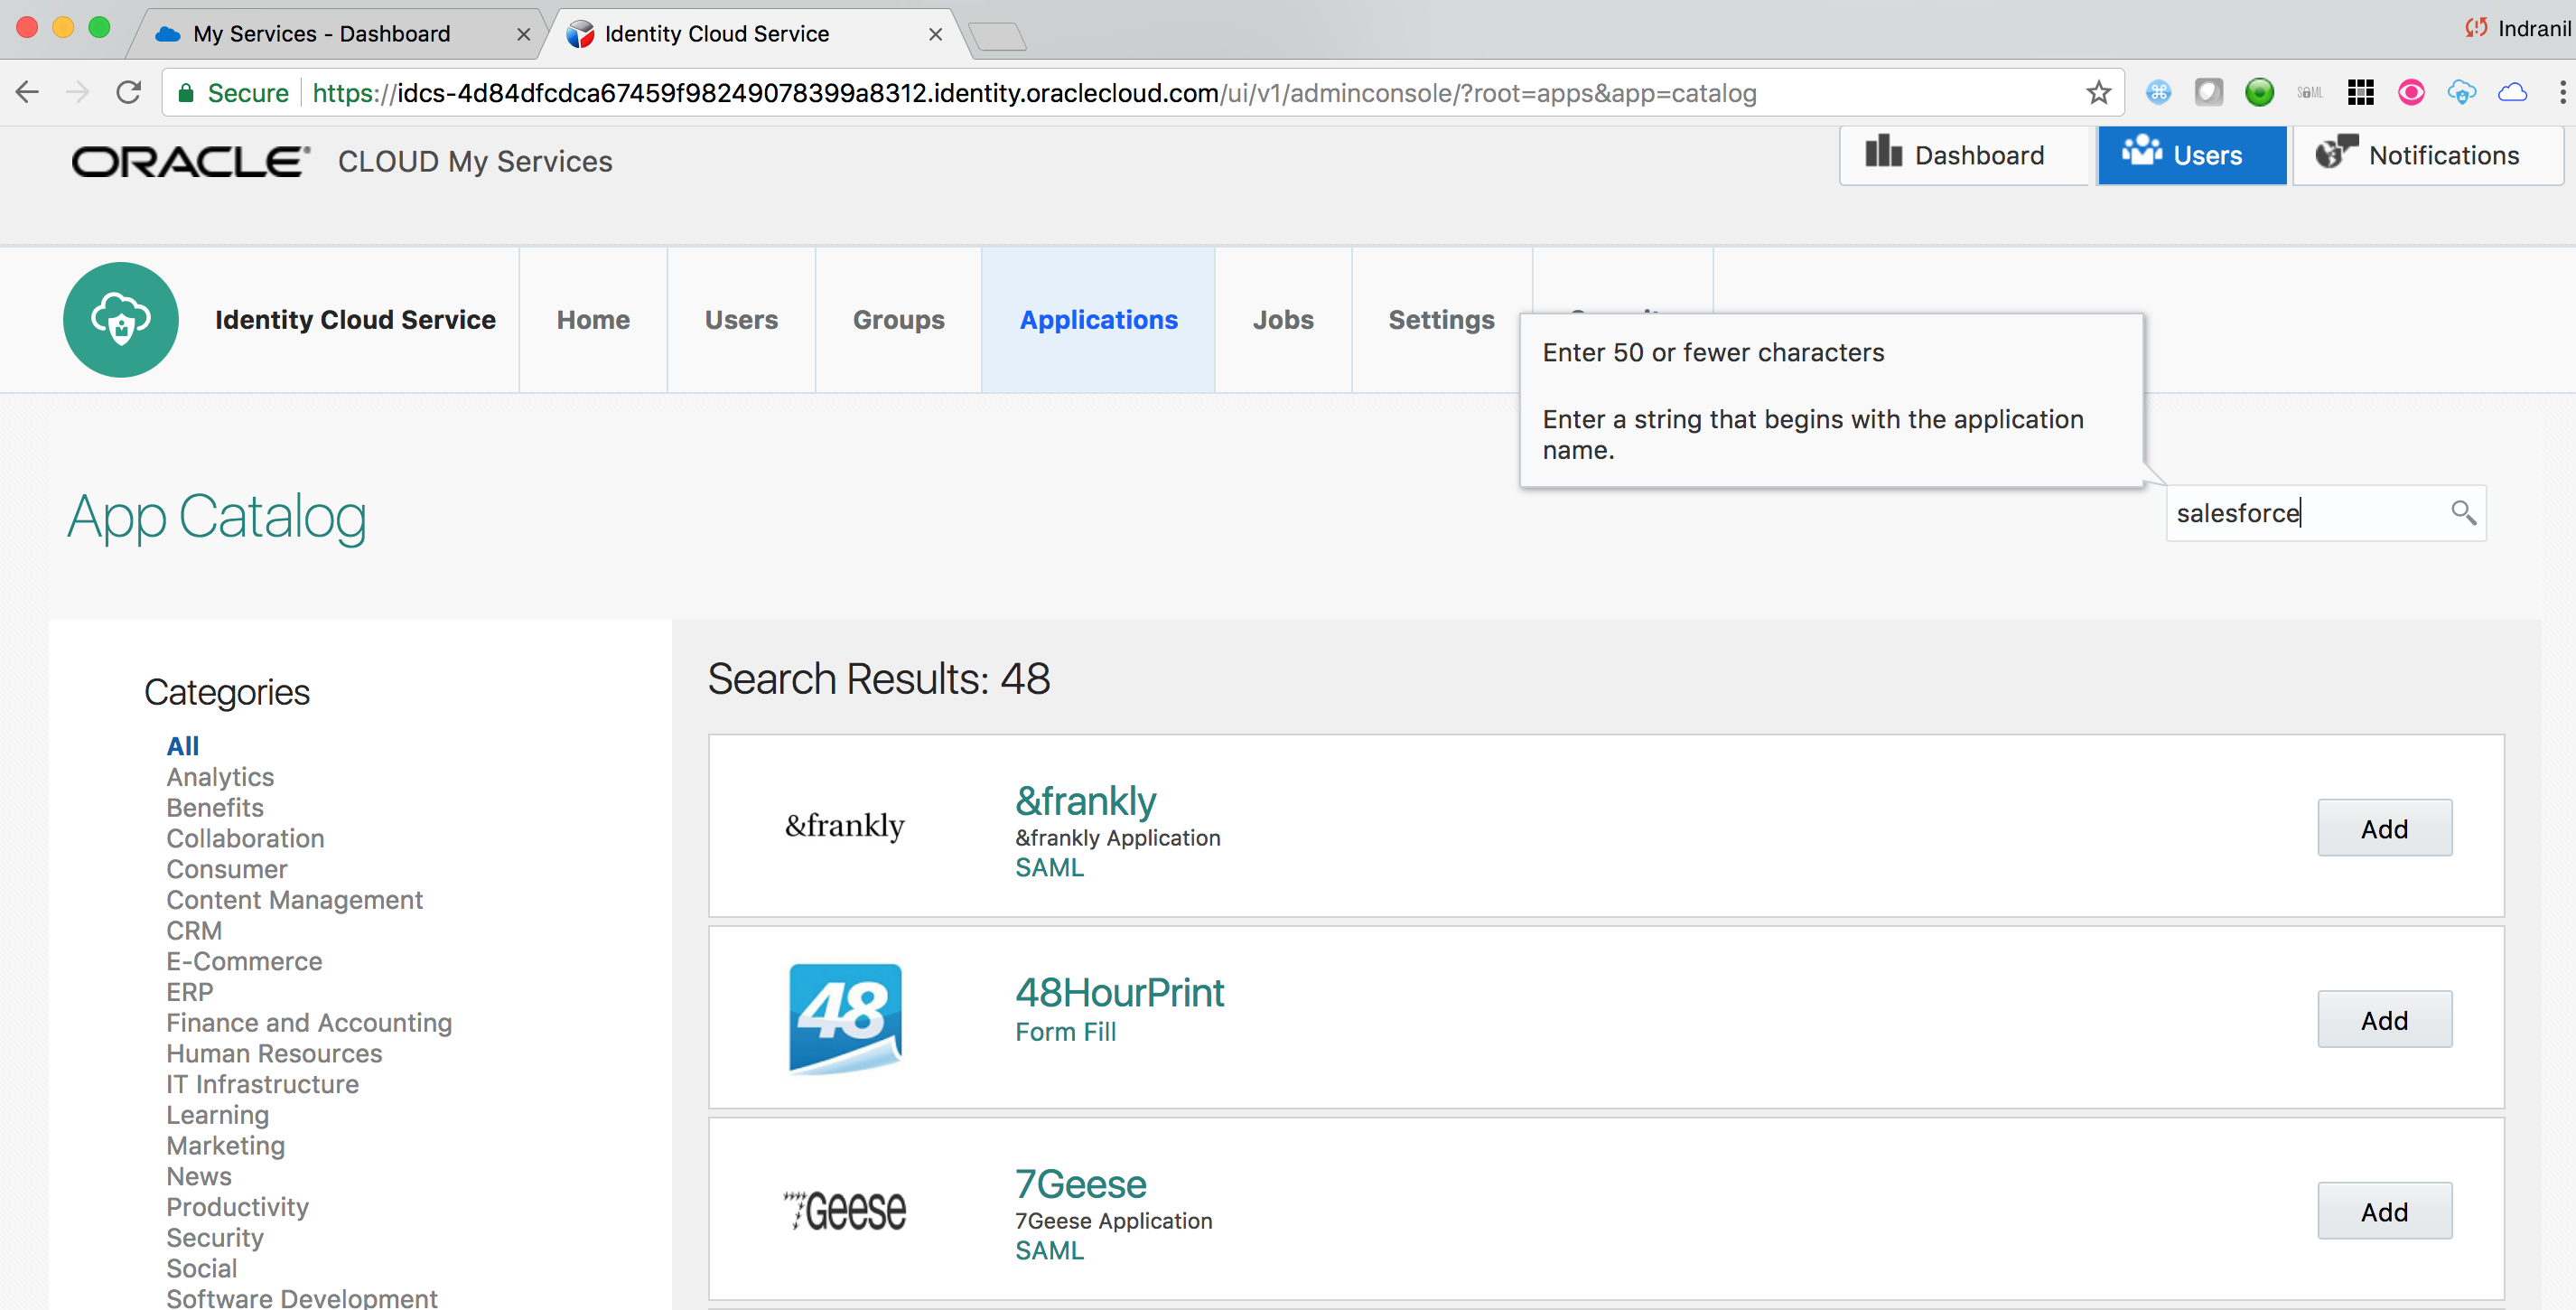 My Services - Dashboard
Identity Cloud Service
Indranil
Secure
https://idcs-4d84dfcdca67459f98249078399a8312.identity.oraclecloud.com/ui/v1/adminconsole/?root=apps&app=catalog
ORACLE CLOUD My Services
Dashboard
Users
Notifications
Identity Cloud Service
Home
Users
Groups
Applications
Jobs
Settings
Enter 50 or fewer characters
Enter a string that begins with the application
name.
App Catalog
salesforce
Categories
All
Analytics
Benefits
Collaboration
Consumer
Content Management
CRM
E-Commerce
ERP
Finance and Accounting
Human Resources
IT Infrastructure
Learning
Marketing
News
Productivity
Security
Social
Software Development
Search Results: 48
&frankly
&frankly
&frankly Application
SAML
Add
48
48HourPrint
Form Fill
Add
7Geese
7Geese
7Geese Application
SAML
Add